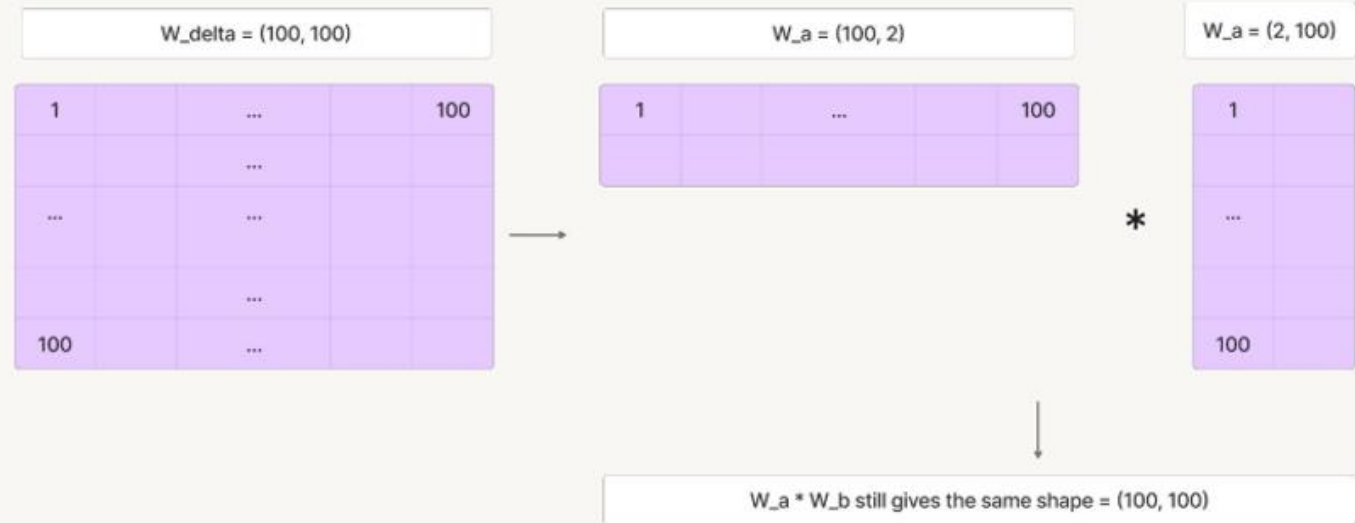 W_delta = (100, 100)
W_a = (100, 2)
W_a = (2, 100)
1 ... 100
...
... ...
...
100 ...
1 ... 100
*
1
...
100
W_a * W_b still gives the same shape = (100, 100)